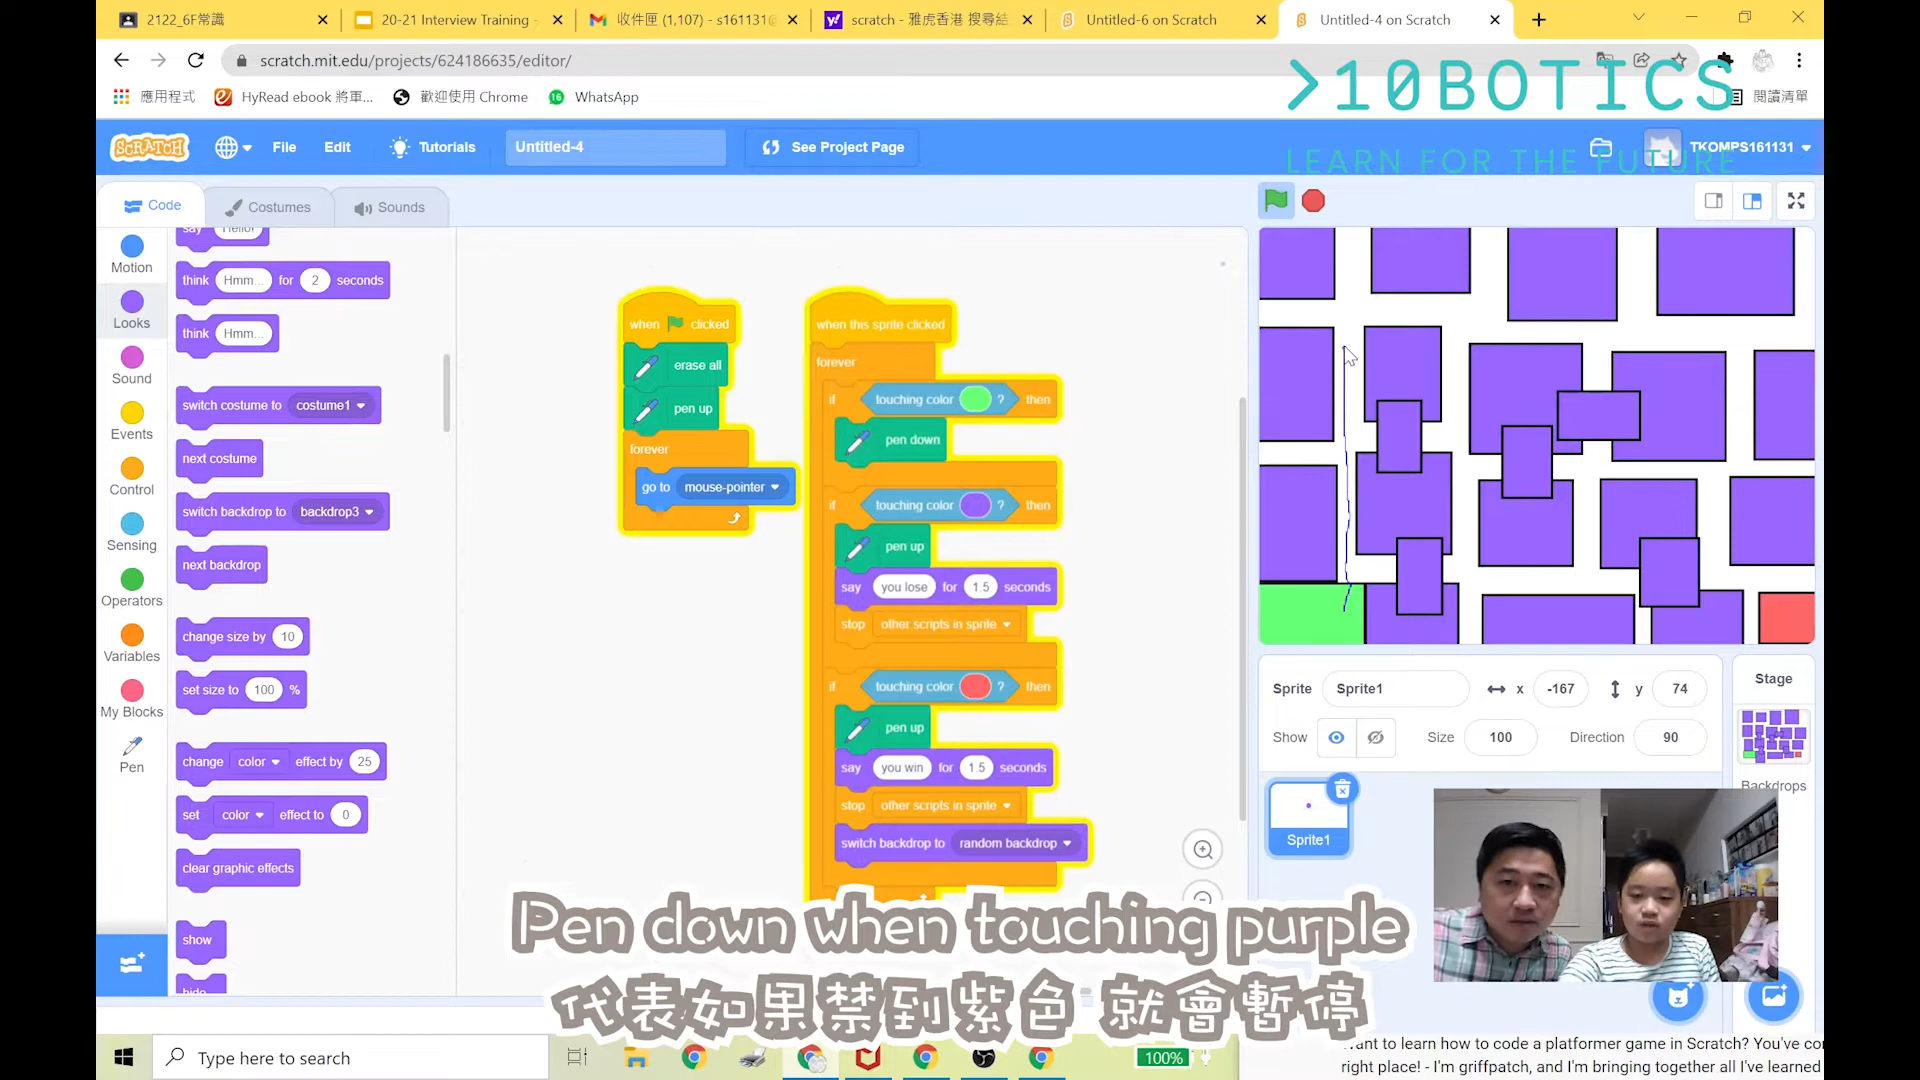 2122_6F常識
20-21 Interview Training -
收件匣 (1,107) - s161131@
scratch - 雅虎香港 搜尋結
Untitled-6 on Scratch
Untitled-4 on Scratch
scratch.mit.edu/projects/624186635/editor/
>10BOTICS
應用程式
HyRead ebook 將軍...
歡迎使用 Chrome
16
WhatsApp
閱讀清單
LEARN FOR THE FUTURE
SCRATCH
File
Edit
Tutorials
Untitled-4
See Project Page
TKOMPS161131
Code
Costumes
Sounds
Motion
Looks
Sound
Events
Control
Sensing
Operators
Variables
My Blocks
Pen
say Hello!
think Hmm... for 2 seconds
think Hmm...
switch costume to costume1
next costume
switch backdrop to backdrop3
next backdrop
change size by 10
set size to 100 %
change color effect by 25
set color effect to 0
clear graphic effects
show
hide
when clicked
erase all
pen up
forever
go to mouse-pointer
when this sprite clicked
forever
if touching color ? then
pen down
if touching color ? then
pen up
say you lose for 1.5 seconds
stop other scripts in sprite
if touching color ? then
pen up
say you win for 1.5 seconds
stop other scripts in sprite
switch backdrop to random backdrop
Sprite
Sprite1
x
-167
y
74
Show
Size
100
Direction
90
Sprite1
Stage
Backdrops
Pen down when touching purple
代表如果禁到紫色 就會暫停
Type here to search
100%
want to learn how to code a platformer game in Scratch? You've co
right place! - I'm griffpatch, and I'm bringing together all I've learned